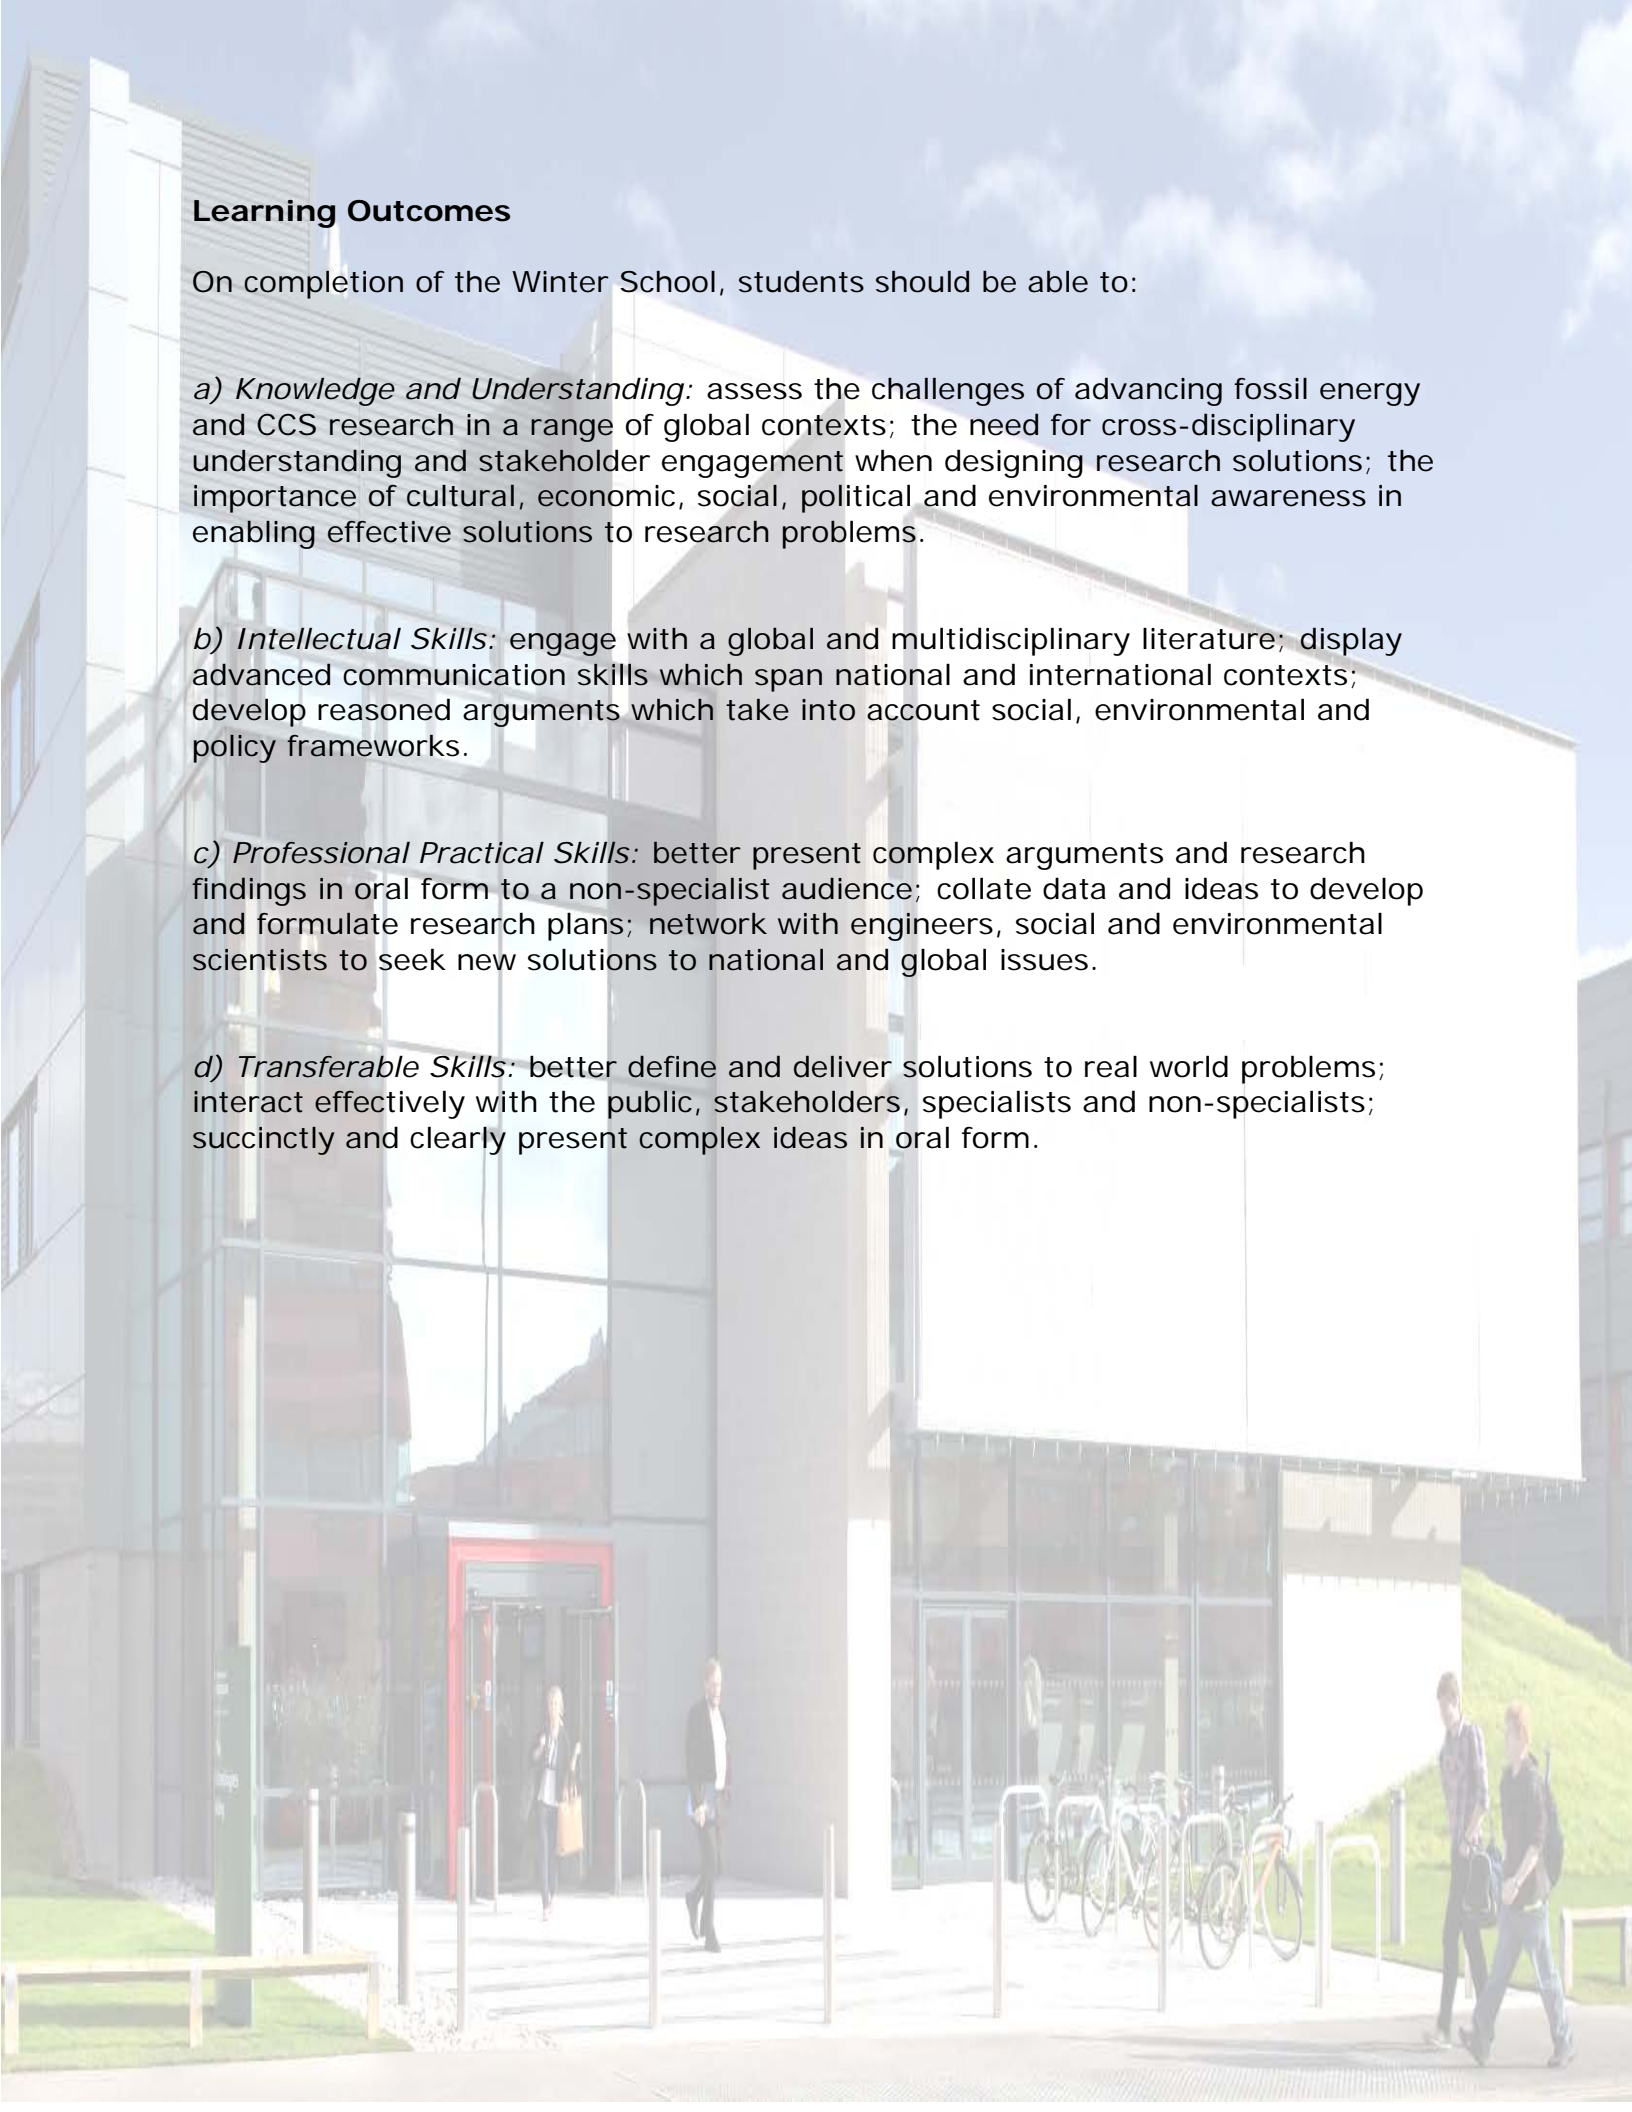 Learning Outcomes
On completion of the Winter School, students should be able to:
a) Knowledge and Understanding: assess the challenges of advancing fossil energy
and CCS research in a range of global contexts; the need for cross-disciplinary
understanding and stakeholder engagement when designing research solutions; the
importance of cultural, economic, social, political and environmental awareness in
enabling effective solutions to research problems.
b) Intellectual Skills: engage with a global and multidisciplinary literature; display
advanced communication skills which span national and international contexts;
develop reasoned arguments which take into account social, environmental and
policy frameworks.
c) Professional Practical Skills: better present complex arguments and research
findings in oral form to a non-specialist audience; collate data and ideas to develop
and formulate research plans; network with engineers, social and environmental
scientists to seek new solutions to national and global issues.
d) Transferable Skills: better define and deliver solutions to real world problems;
interact effectively with the public, stakeholders, specialists and non-specialists;
succinctly and clearly present complex ideas in oral form.